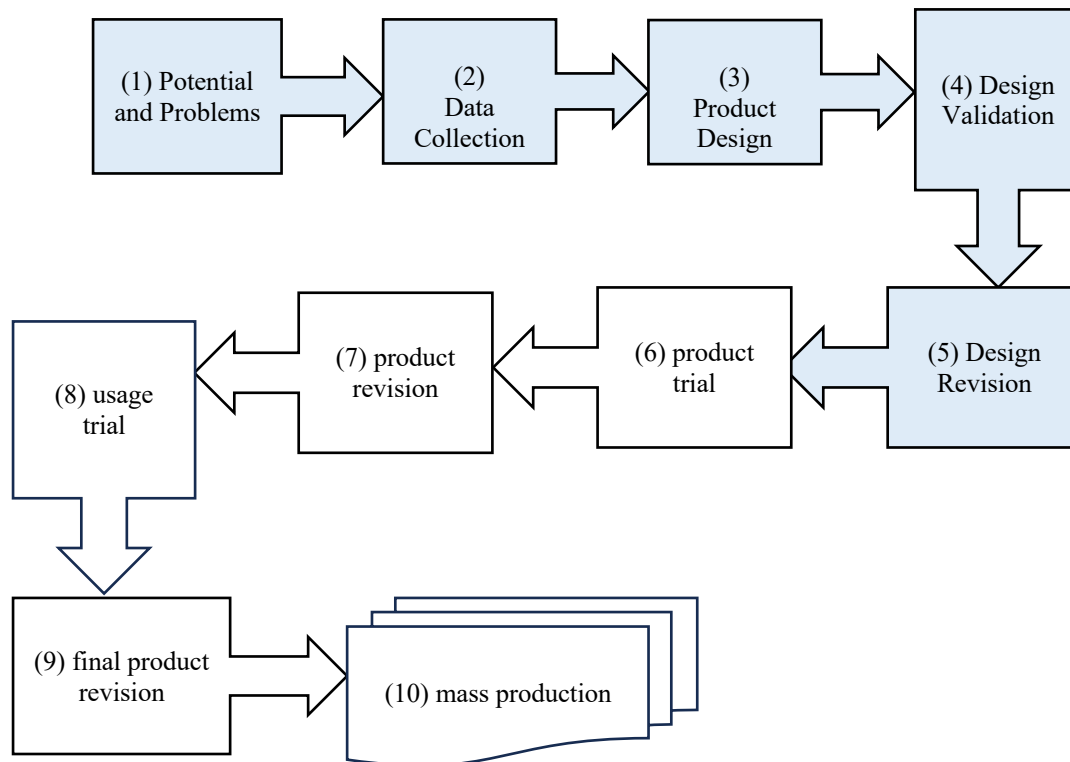 (1) Potential
and Problems
(2)
Data
Collection
(3)
Product
Design
(4) Design
Validation
(5) Design
Revision
(6) product
trial
(7) product
revision
(8) usage
trial
(9) final product
revision
(10) mass production